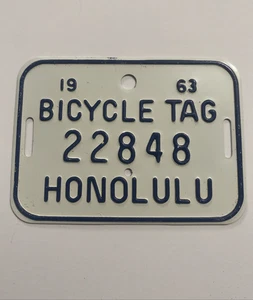 19 63
BICYCLE TAG
22848
HONOLULU